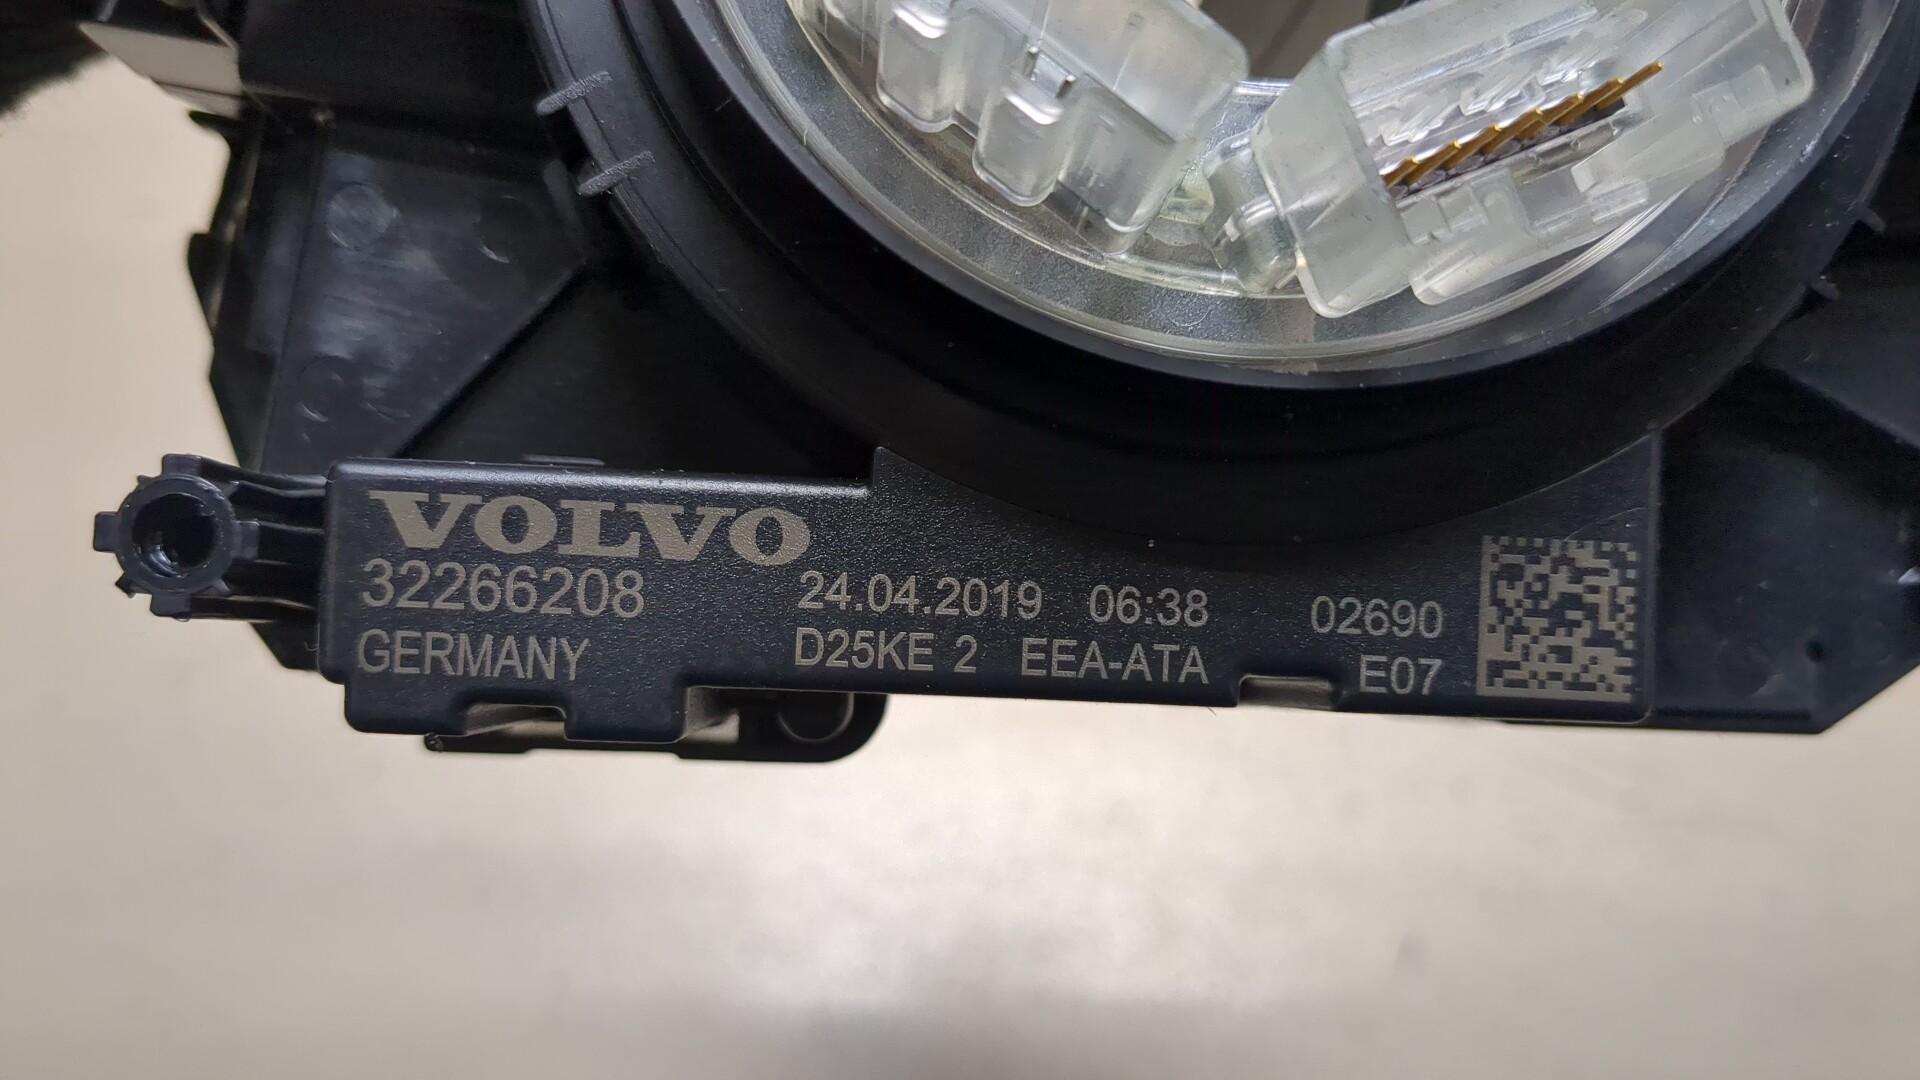 VOLVO
32266208 24.04.2019 06:38 02690
GERMANY D25KE 2 EEA-ATA E07